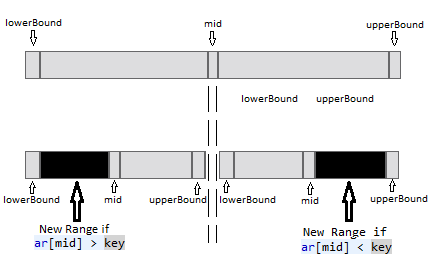 lowerBound mid upperBound
lowerBound upperBound
lowerBound mid upperBound lowerBound mid upperBound
New Range if
ar[mid] > key
New Range if
ar[mid] < key